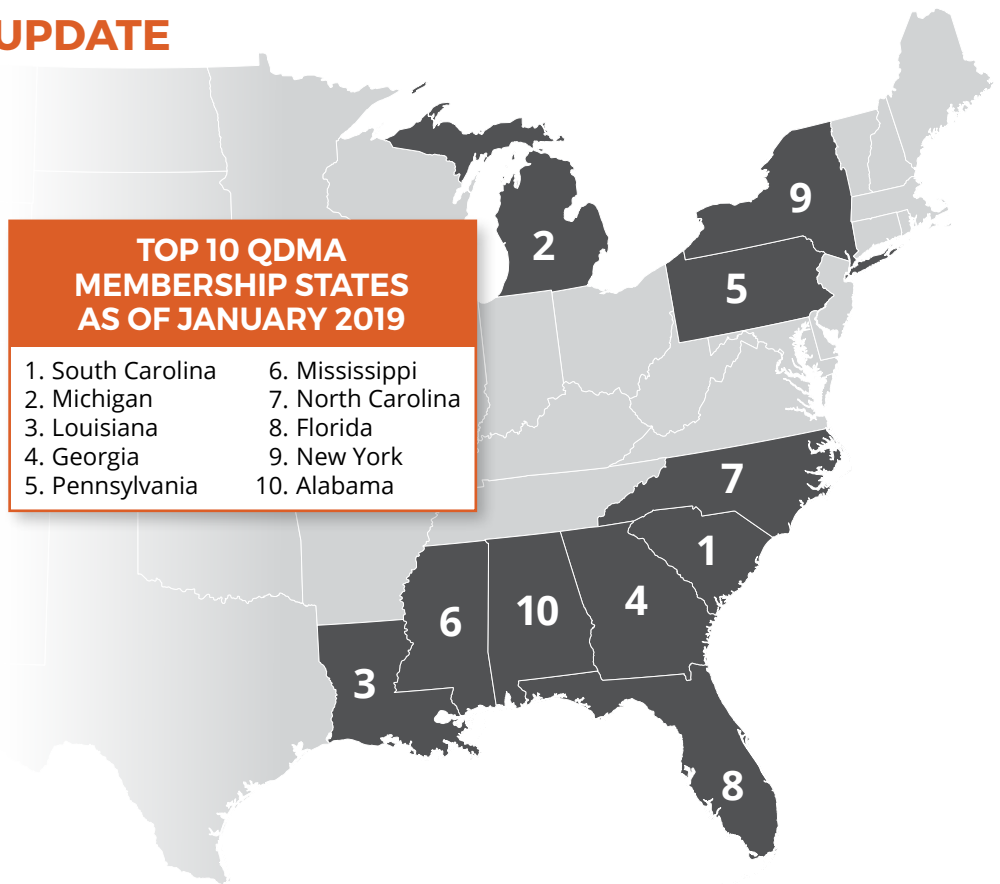 UPDATE
TOP 10 QDMA
MEMBERSHIP STATES
AS OF JANUARY 2019
1. South Carolina
2. Michigan
3. Louisiana
4. Georgia
5. Pennsylvania
6. Mississippi
7. North Carolina
8. Florida
9. New York
10. Alabama
9
2
5
7
1
4
10
6
3
8